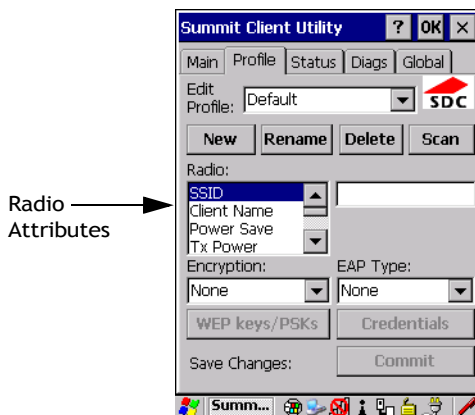 Summit Client Utility ? OK ×
Main Profile Status Diags Global
Edit Profile: Default
SDC
New Rename Delete Scan
Radio:
SSID
Client Name
Power Save
Tx Power
Radio Attributes
Encryption: EAP Type:
None None
WEP keys/PSKs Credentials
Save Changes: Commit
Summ...